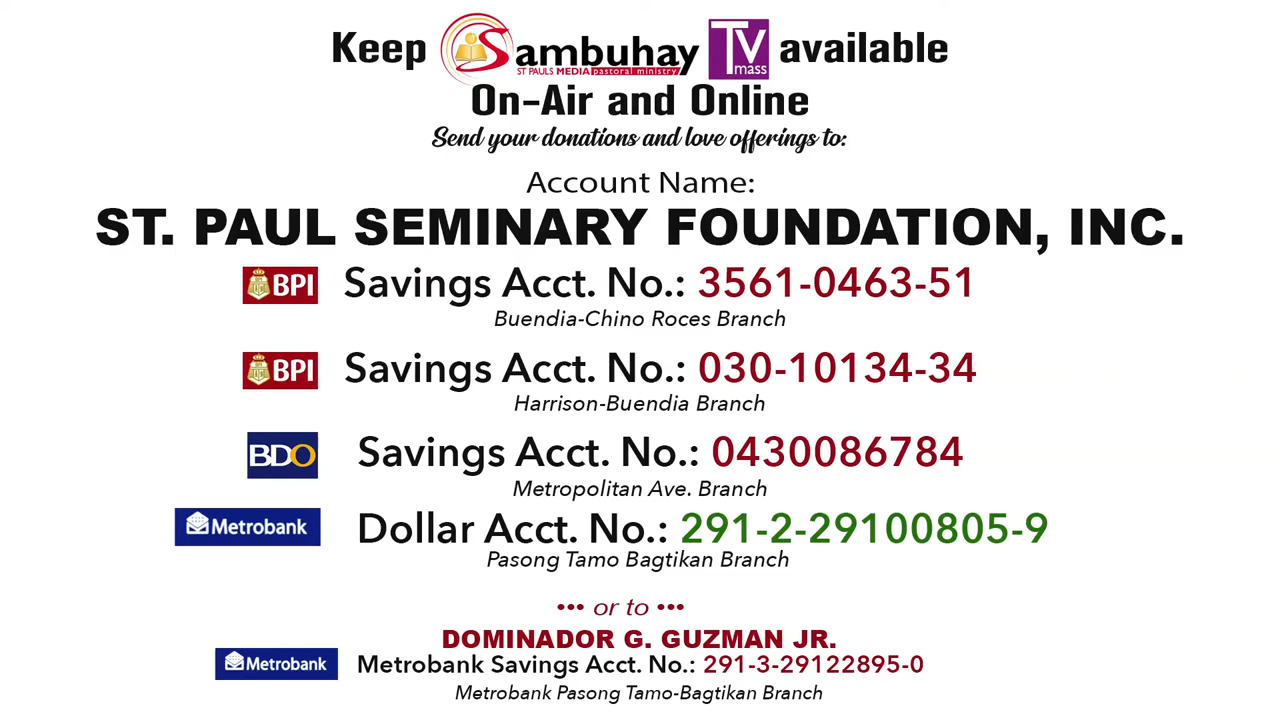 Keep Sambuhay TV mass available
ST PAULS MEDIA pastoral ministry
On-Air and Online
Send your donations and love offerings to:
Account Name:
ST. PAUL SEMINARY FOUNDATION, INC.
BPI Savings Acct. No.: 3561-0463-51
Buendia-Chino Roces Branch
BPI Savings Acct. No.: 030-10134-34
Harrison-Buendia Branch
BDO Savings Acct. No.: 0430086784
Metropolitan Ave. Branch
Metrobank Dollar Acct. No.: 291-2-29100805-9
Pasong Tamo Bagtikan Branch
••• or to •••
DOMINADOR G. GUZMAN JR.
Metrobank Metrobank Savings Acct. No.: 291-3-29122895-0
Metrobank Pasong Tamo-Bagtikan Branch